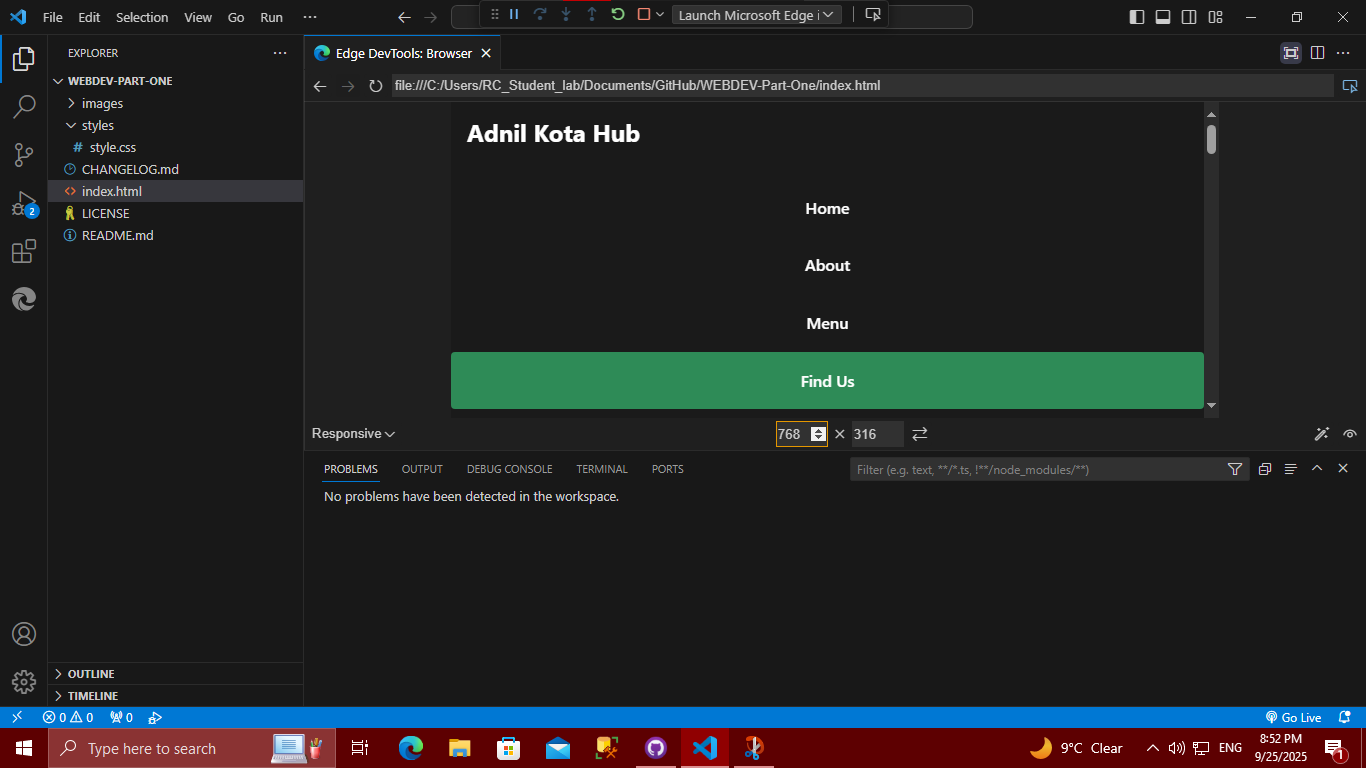 File Edit Selection View Go Run ···
Launch Microsoft Edge i
EXPLORER
WEBDEV-PART-ONE
images
styles
# style.css
CHANGELOG.md
<> index.html
LICENSE
README.md
2
OUTLINE
TIMELINE
Edge DevTools: Browser
file:///C:/Users/RC_Student_lab/Documents/GitHub/WEBDEV-Part-One/index.html
Adnil Kota Hub
Home
About
Menu
Find Us
Responsive
768 × 316
PROBLEMS OUTPUT DEBUG CONSOLE TERMINAL PORTS
Filter (e.g. text, **/*.ts, !**/node_modules/**)
No problems have been detected in the workspace.
0 0 0
Go Live
Type here to search
9°C Clear
ENG
8:52 PM
9/25/2025
1